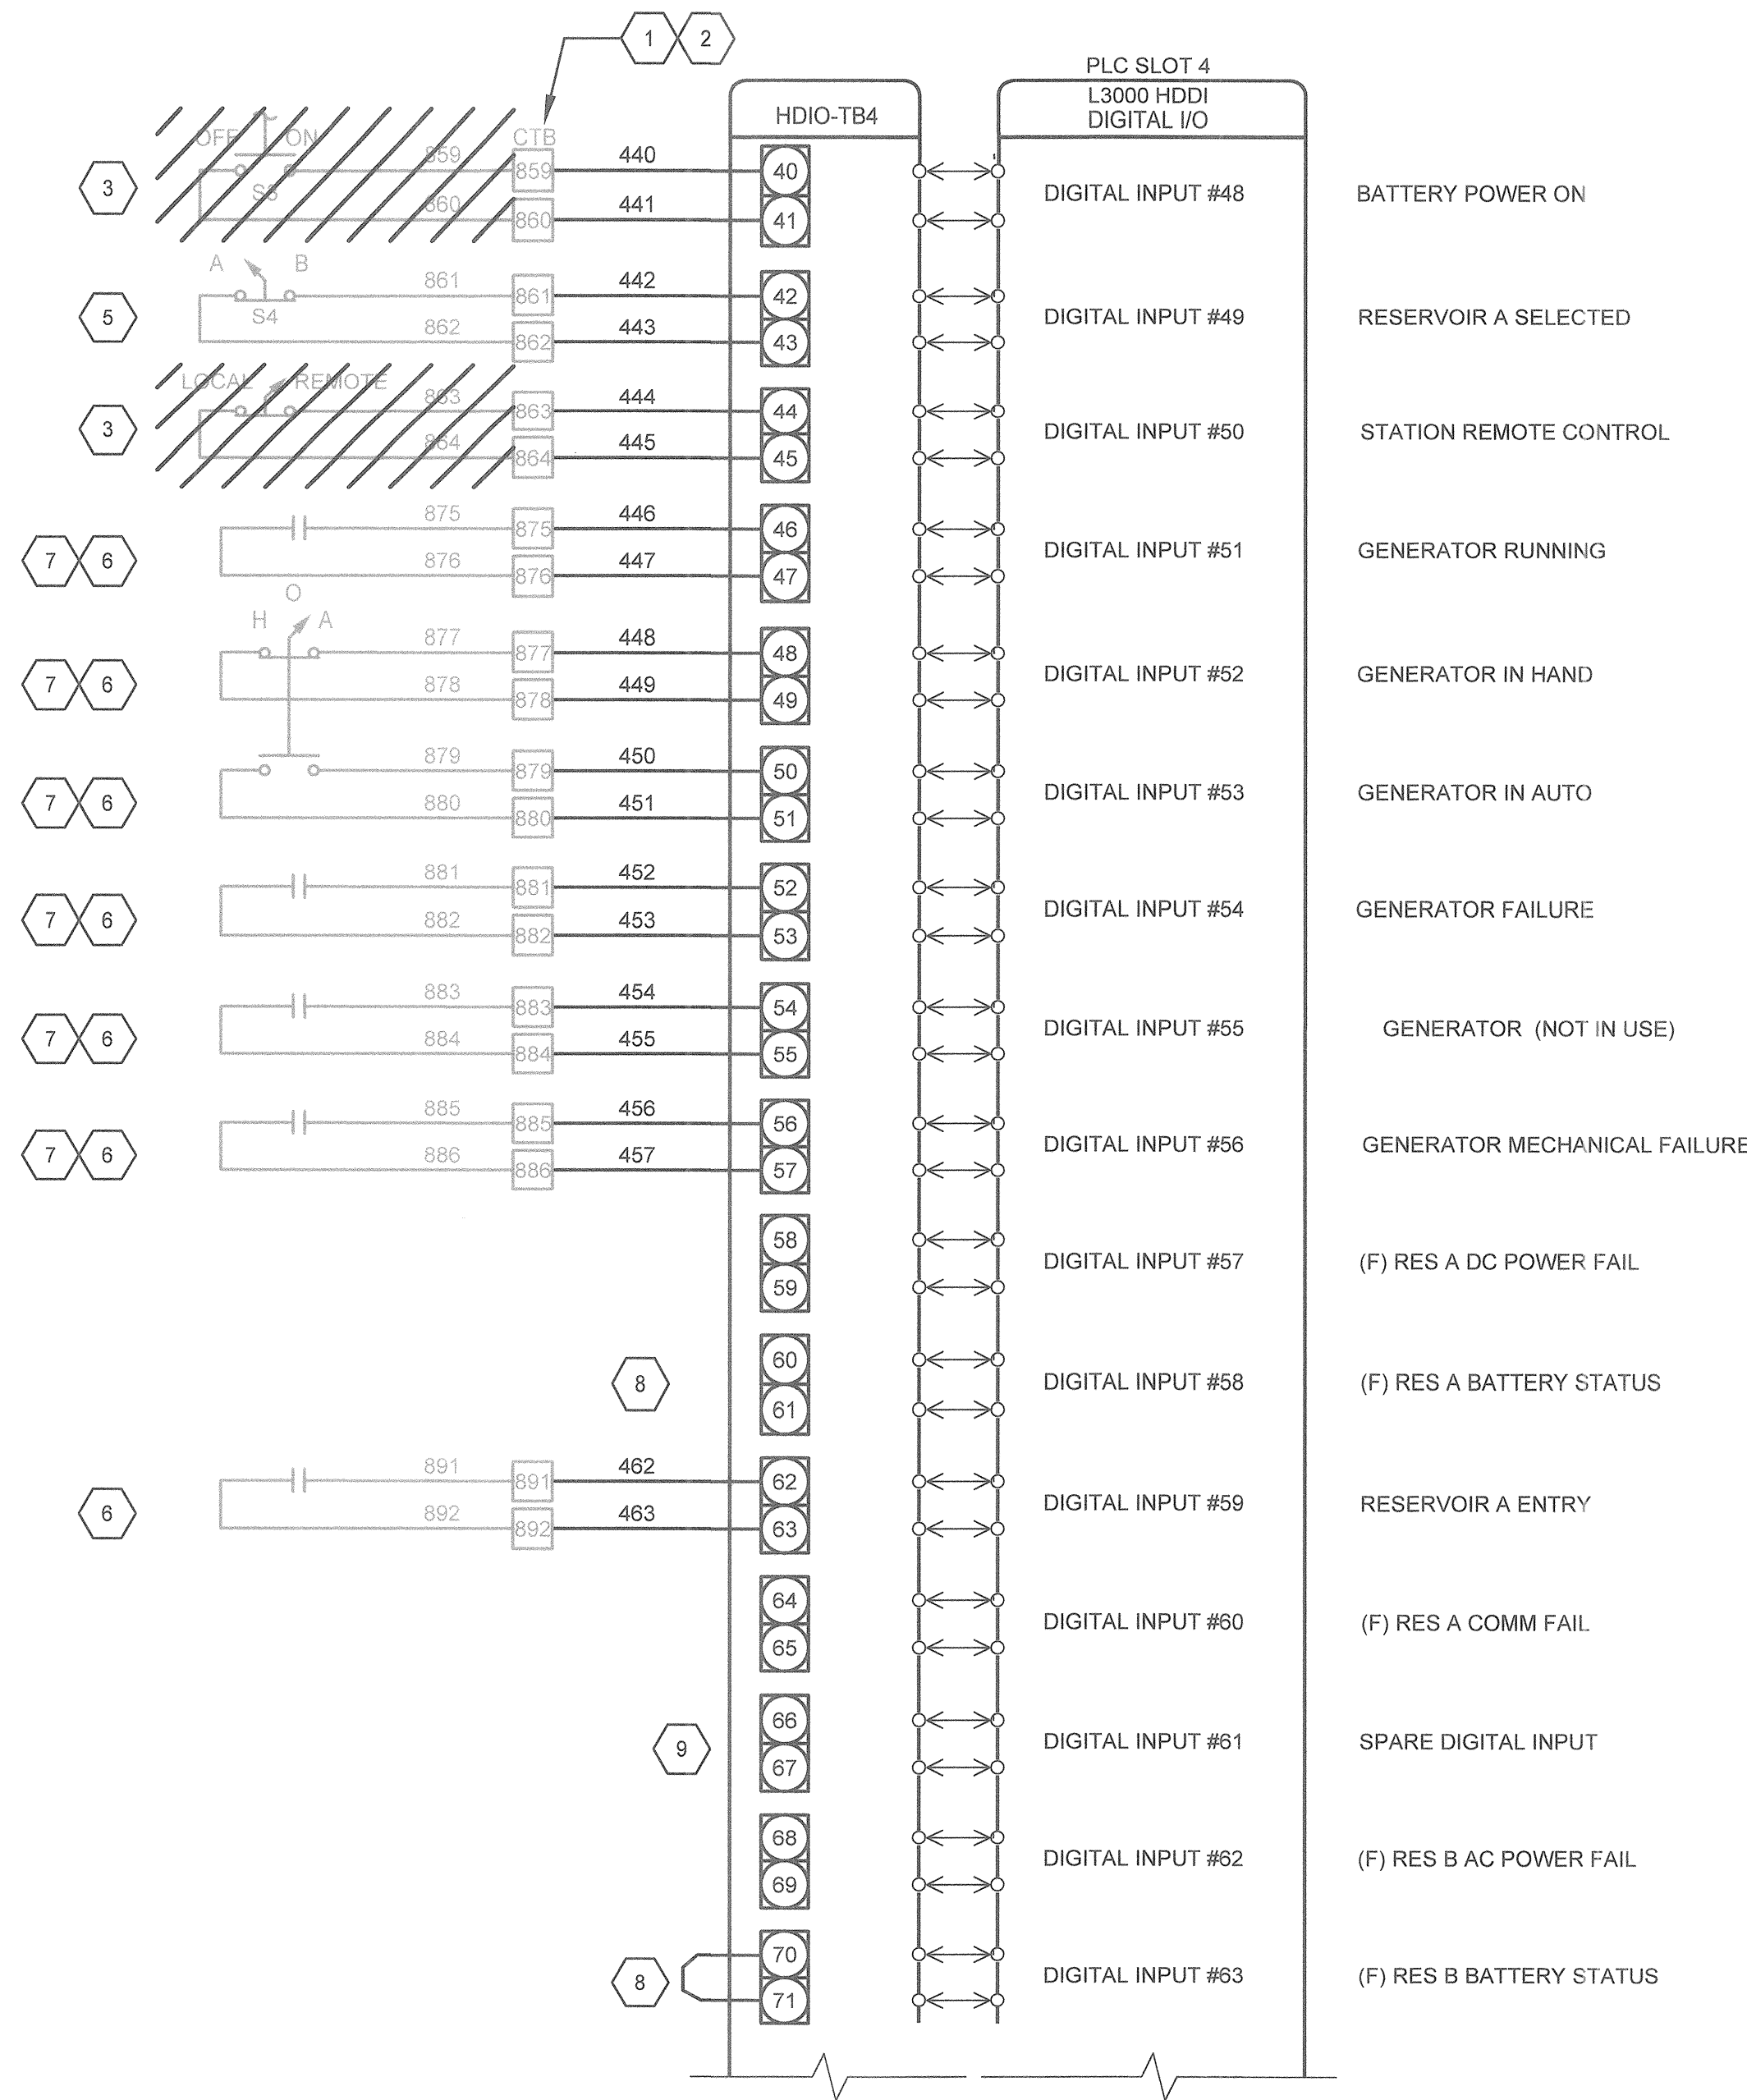 1 2
PLC SLOT 4
L3000 HDDI
DIGITAL I/O
HDIO-TB4
OFF ON
CTB
3
S3
859 859 440 40
860 860 441 41
DIGITAL INPUT #48 BATTERY POWER ON
A B
5
S4
861 861 442 42
862 862 443 43
DIGITAL INPUT #49 RESERVOIR A SELECTED
LOCAL REMOTE
3
863 863 444 44
864 864 445 45
DIGITAL INPUT #50 STATION REMOTE CONTROL
7 6
875 875 446 46
876 876 447 47
DIGITAL INPUT #51 GENERATOR RUNNING
O
H A
7 6
877 877 448 48
878 878 449 49
DIGITAL INPUT #52 GENERATOR IN HAND
7 6
879 879 450 50
880 880 451 51
DIGITAL INPUT #53 GENERATOR IN AUTO
7 6
881 881 452 52
882 882 453 53
DIGITAL INPUT #54 GENERATOR FAILURE
7 6
883 883 454 54
884 884 455 55
DIGITAL INPUT #55 GENERATOR (NOT IN USE)
7 6
885 885 456 56
886 886 457 57
DIGITAL INPUT #56 GENERATOR MECHANICAL FAILURE
58
59
DIGITAL INPUT #57 (F) RES A DC POWER FAIL
8
60
61
DIGITAL INPUT #58 (F) RES A BATTERY STATUS
6
891 891 462 62
892 892 463 63
DIGITAL INPUT #59 RESERVOIR A ENTRY
64
65
DIGITAL INPUT #60 (F) RES A COMM FAIL
9
66
67
DIGITAL INPUT #61 SPARE DIGITAL INPUT
68
69
DIGITAL INPUT #62 (F) RES B AC POWER FAIL
8
70
71
DIGITAL INPUT #63 (F) RES B BATTERY STATUS